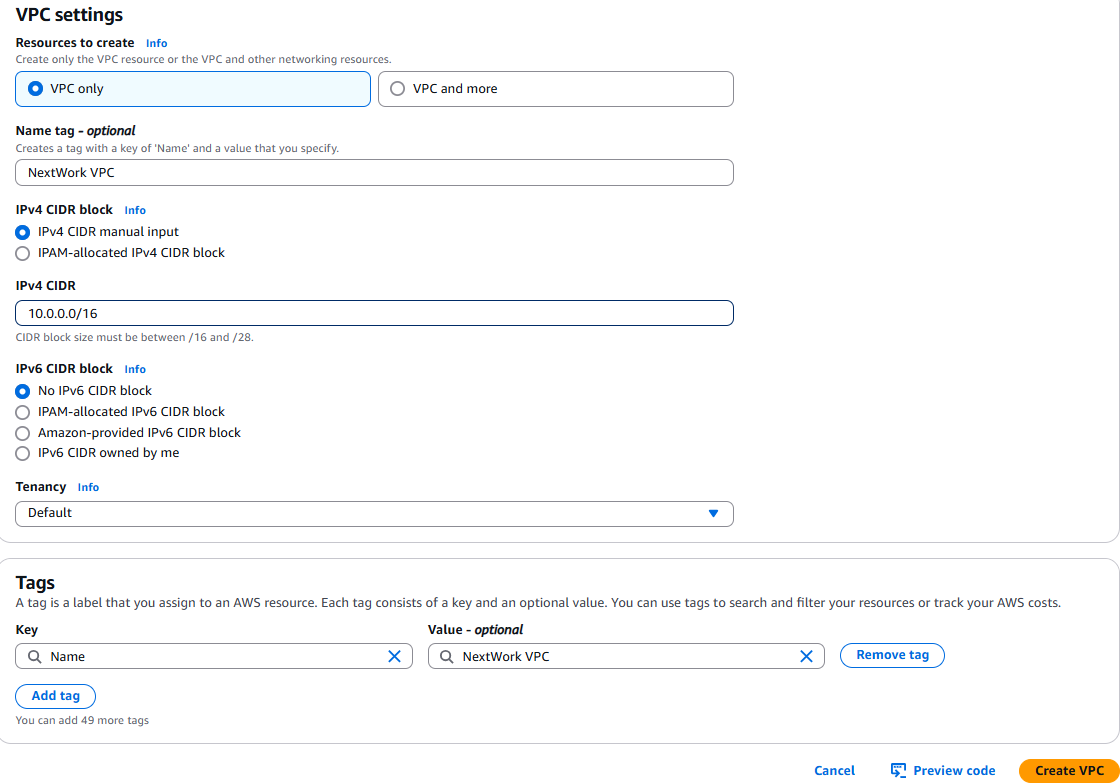 VPC settings
Resources to create Info
Create only the VPC resource or the VPC and other networking resources.
VPC only
VPC and more
Name tag - optional
Creates a tag with a key of 'Name' and a value that you specify.
NextWork VPC
IPv4 CIDR block Info
IPv4 CIDR manual input
IPAM-allocated IPv4 CIDR block
IPv4 CIDR
10.0.0.0/16
CIDR block size must be between /16 and /28.
IPv6 CIDR block Info
No IPv6 CIDR block
IPAM-allocated IPv6 CIDR block
Amazon-provided IPv6 CIDR block
IPv6 CIDR owned by me
Tenancy Info
Default
Tags
A tag is a label that you assign to an AWS resource. Each tag consists of a key and an optional value. You can use tags to search and filter your resources or track your AWS costs.
Key
Value - optional
Name
NextWork VPC
Remove tag
Add tag
You can add 49 more tags
Cancel
Preview code
Create VPC